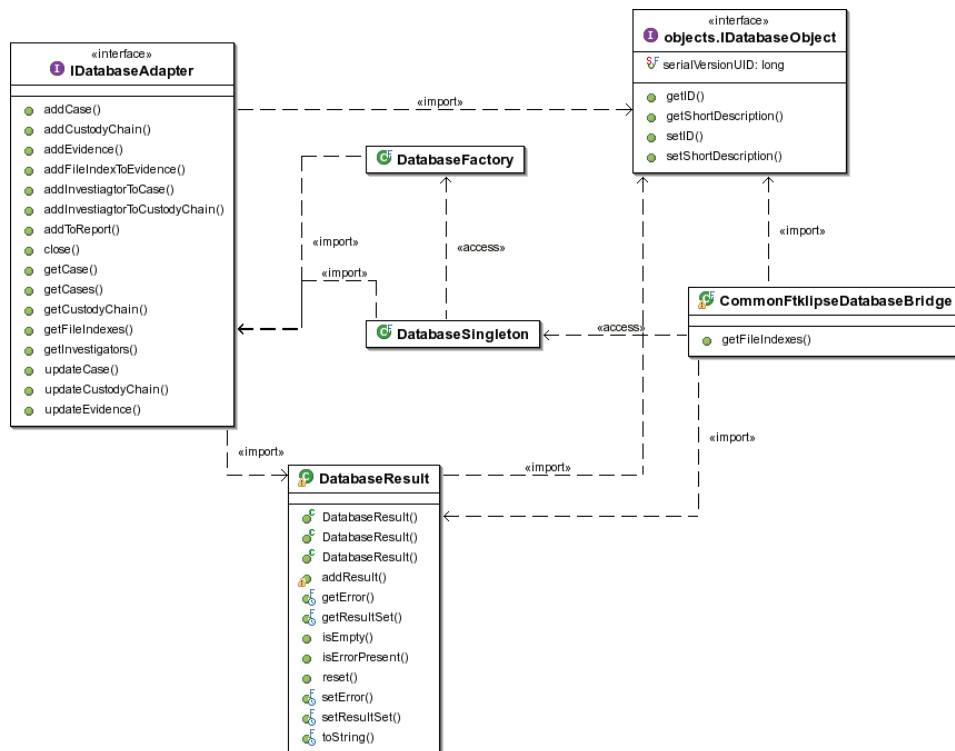 «interface»
IDatabaseAdapter
addCase()
addCustodyChain()
addEvidence()
addFileIndexToEvidence()
addInvestiagtorToCase()
addInvestiagtorToCustodyChain()
addToReport()
close()
getCase()
getCases()
getCustodyChain()
getFileIndexes()
getInvestigators()
updateCase()
updateCustodyChain()
updateEvidence()
«interface»
objects.IDatabaseObject
serialVersionUID: long
getID()
getShortDescription()
setID()
setShortDescription()
«import»
DatabaseFactory
«import»
«access»
«import»
«import»
DatabaseSingleton
«access»
CommonFtklipseDatabaseBridge
getFileIndexes()
«import»
«import»
«import»
DatabaseResult
DatabaseResult()
DatabaseResult()
DatabaseResult()
addResult()
getError()
getResultSet()
isEmpty()
isErrorPresent()
reset()
setError()
setResultSet()
toString()